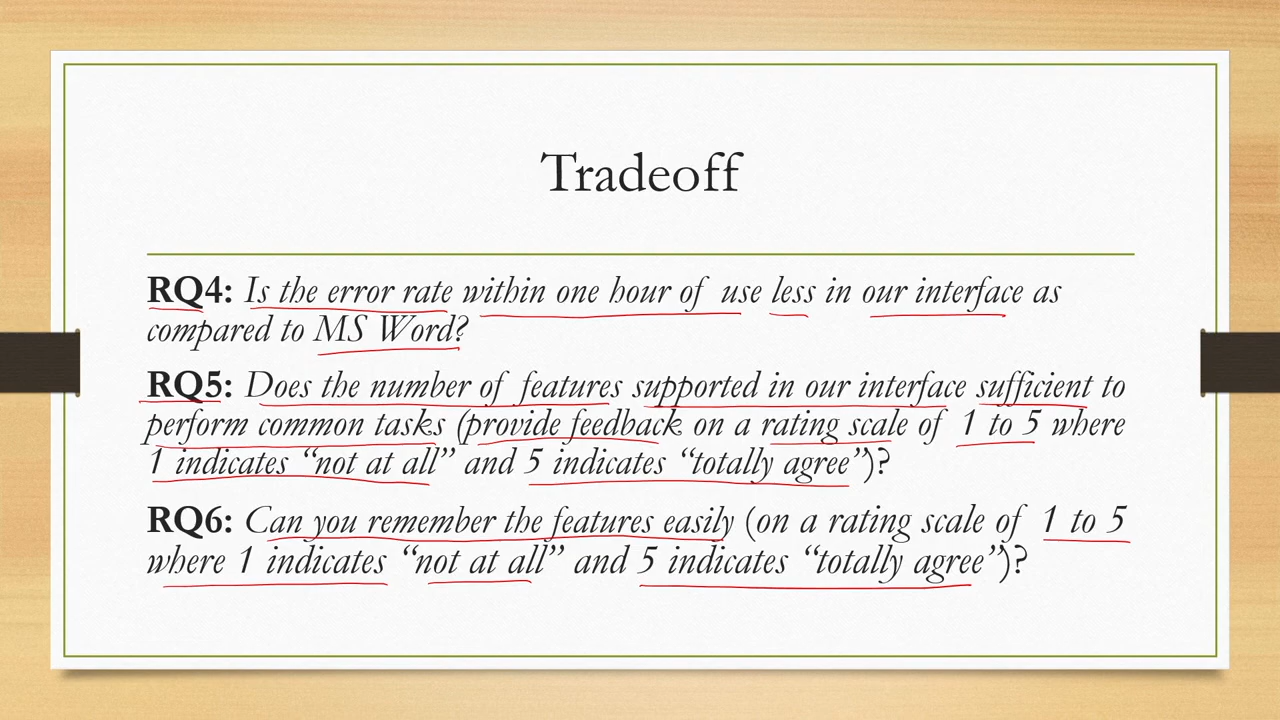 Tradeoff
RQ4: Is the error rate within one hour of use less in our interface as
compared to MS Word?
RQ5: Does the number of features supported in our interface sufficient to
perform common tasks (provide feedback on a rating scale of 1 to 5 where
1 indicates “not at all” and 5 indicates “totally agree”)?
RQ6: Can you remember the features easily (on a rating scale of 1 to 5
where 1 indicates “not at all” and 5 indicates “totally agree”)?